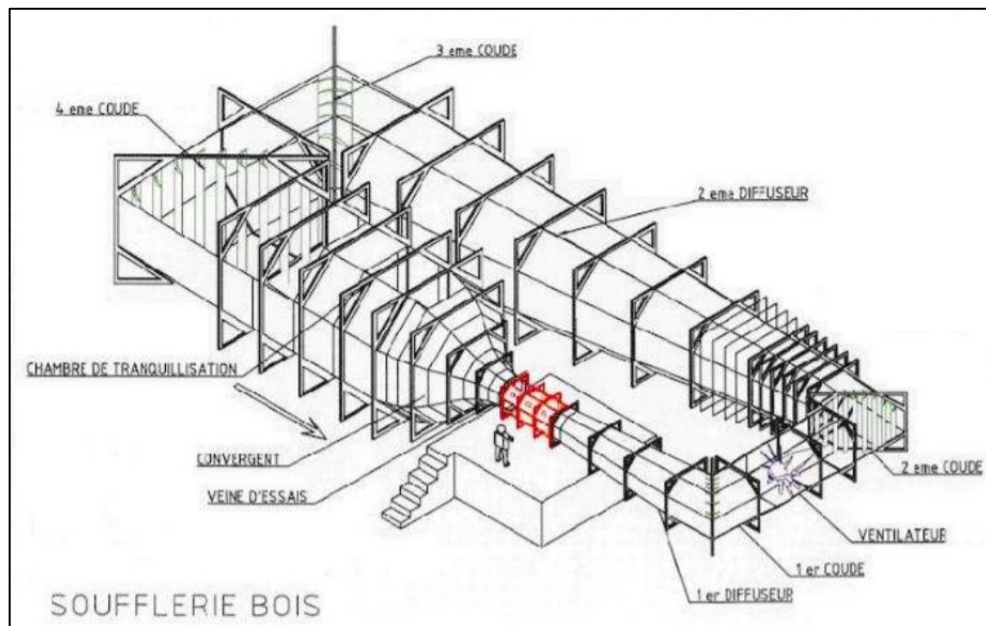 3 eme COUDE
4 eme COUDE
2 eme DIFFUSEUR
CHAMBRE DE TRANQUILLISATION
CONVERGENT
VEINE D'ESSAIS
2 eme COUDE
VENTILATEUR
1 er COUDE
1 er DIFFUSEUR
SOUFFLERIE BOIS